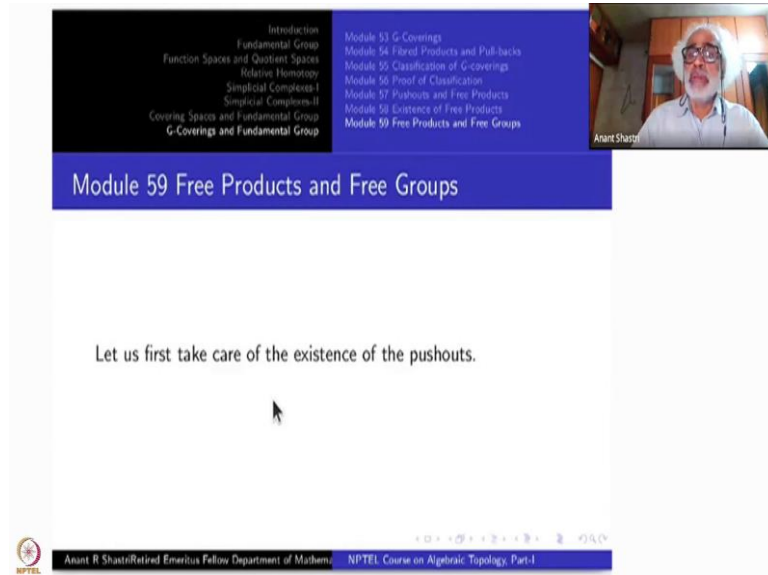 Introduction
Fundamental Group
Function Spaces and Quotient Spaces
Relative Homotopy
Simplicial Complexes-I
Simplicial Complexes-II
Covering Spaces and Fundamental Group
G-Coverings and Fundamental Group
Module 53 G-Coverings
Module 54 Fibred Products and Pull-backs
Module 55 Classification of G-coverings
Module 56 Proof of Classification
Module 57 Pushouts and Free Products
Module 58 Existence of Free Products
Module 59 Free Products and Free Groups
Anant Shastri
Module 59 Free Products and Free Groups
Let us first take care of the existence of the pushouts.
NPTEL
Anant R ShastriRetired Emeritus Fellow Department of Mathema
NPTEL Course on Algebraic Topology, Part-I